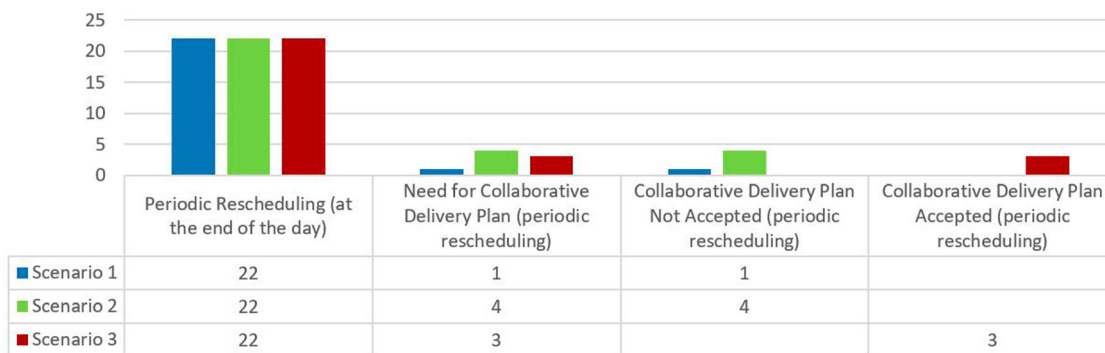 25
20
15
10
5
0
Periodic Rescheduling (at
the end of the day)
Need for Collaborative
Delivery Plan (periodic
rescheduling)
Collaborative Delivery Plan
Not Accepted (periodic
rescheduling)
Collaborative Delivery Plan
Accepted (periodic
rescheduling)
Scenario 1 22 1 1
Scenario 2 22 4 4
Scenario 3 22 3 3